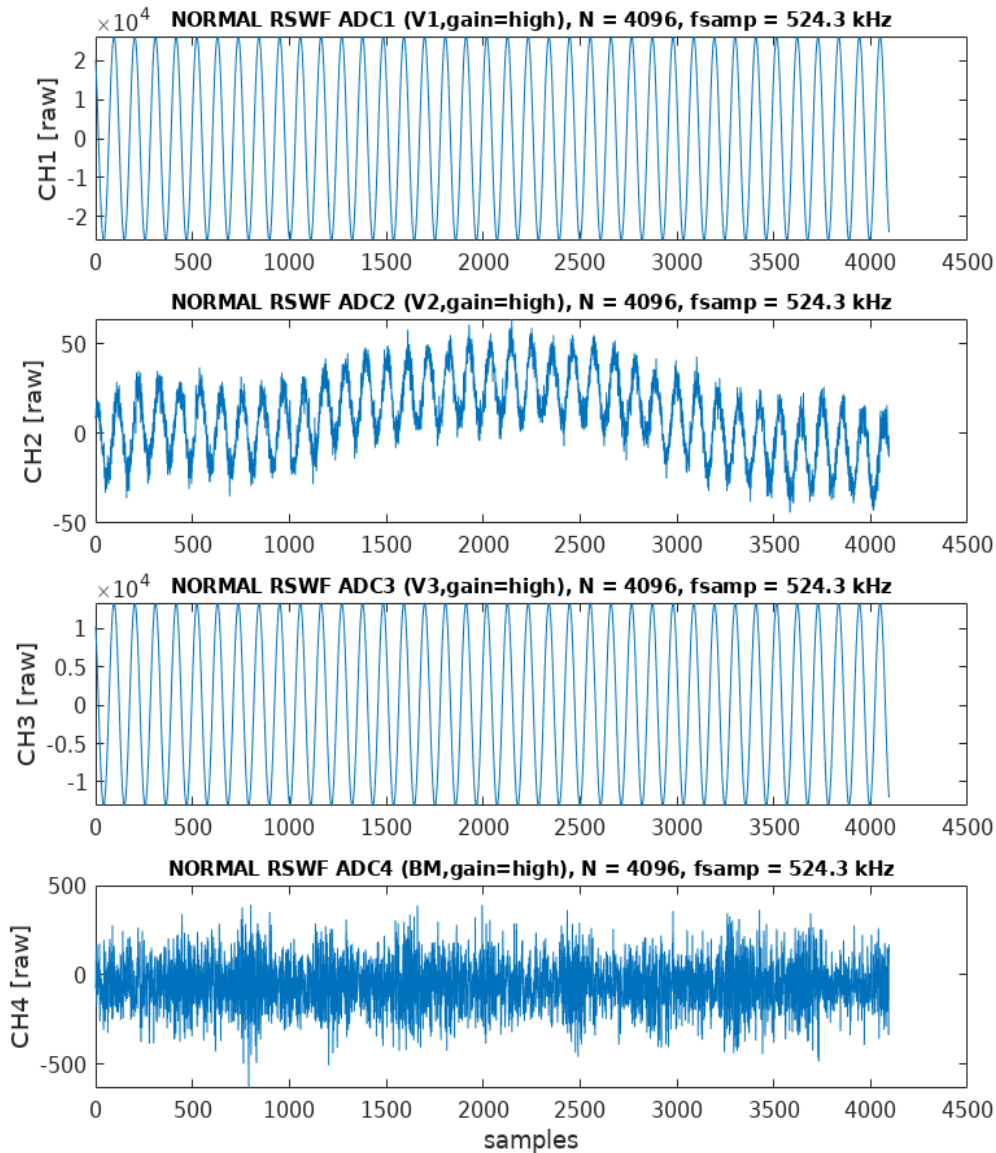 NORMAL RSWF ADC1 (V1,gain=high), N = 4096, fsamp = 524.3 kHz
×10⁴
CH1 [raw]
2
1
0
-1
-2
0 500 1000 1500 2000 2500 3000 3500 4000 4500
NORMAL RSWF ADC2 (V2,gain=high), N = 4096, fsamp = 524.3 kHz
CH2 [raw]
50
0
-50
0 500 1000 1500 2000 2500 3000 3500 4000 4500
NORMAL RSWF ADC3 (V3,gain=high), N = 4096, fsamp = 524.3 kHz
×10⁴
CH3 [raw]
1
0.5
0
-0.5
-1
0 500 1000 1500 2000 2500 3000 3500 4000 4500
NORMAL RSWF ADC4 (BM,gain=high), N = 4096, fsamp = 524.3 kHz
CH4 [raw]
500
0
-500
0 500 1000 1500 2000 2500 3000 3500 4000 4500
samples